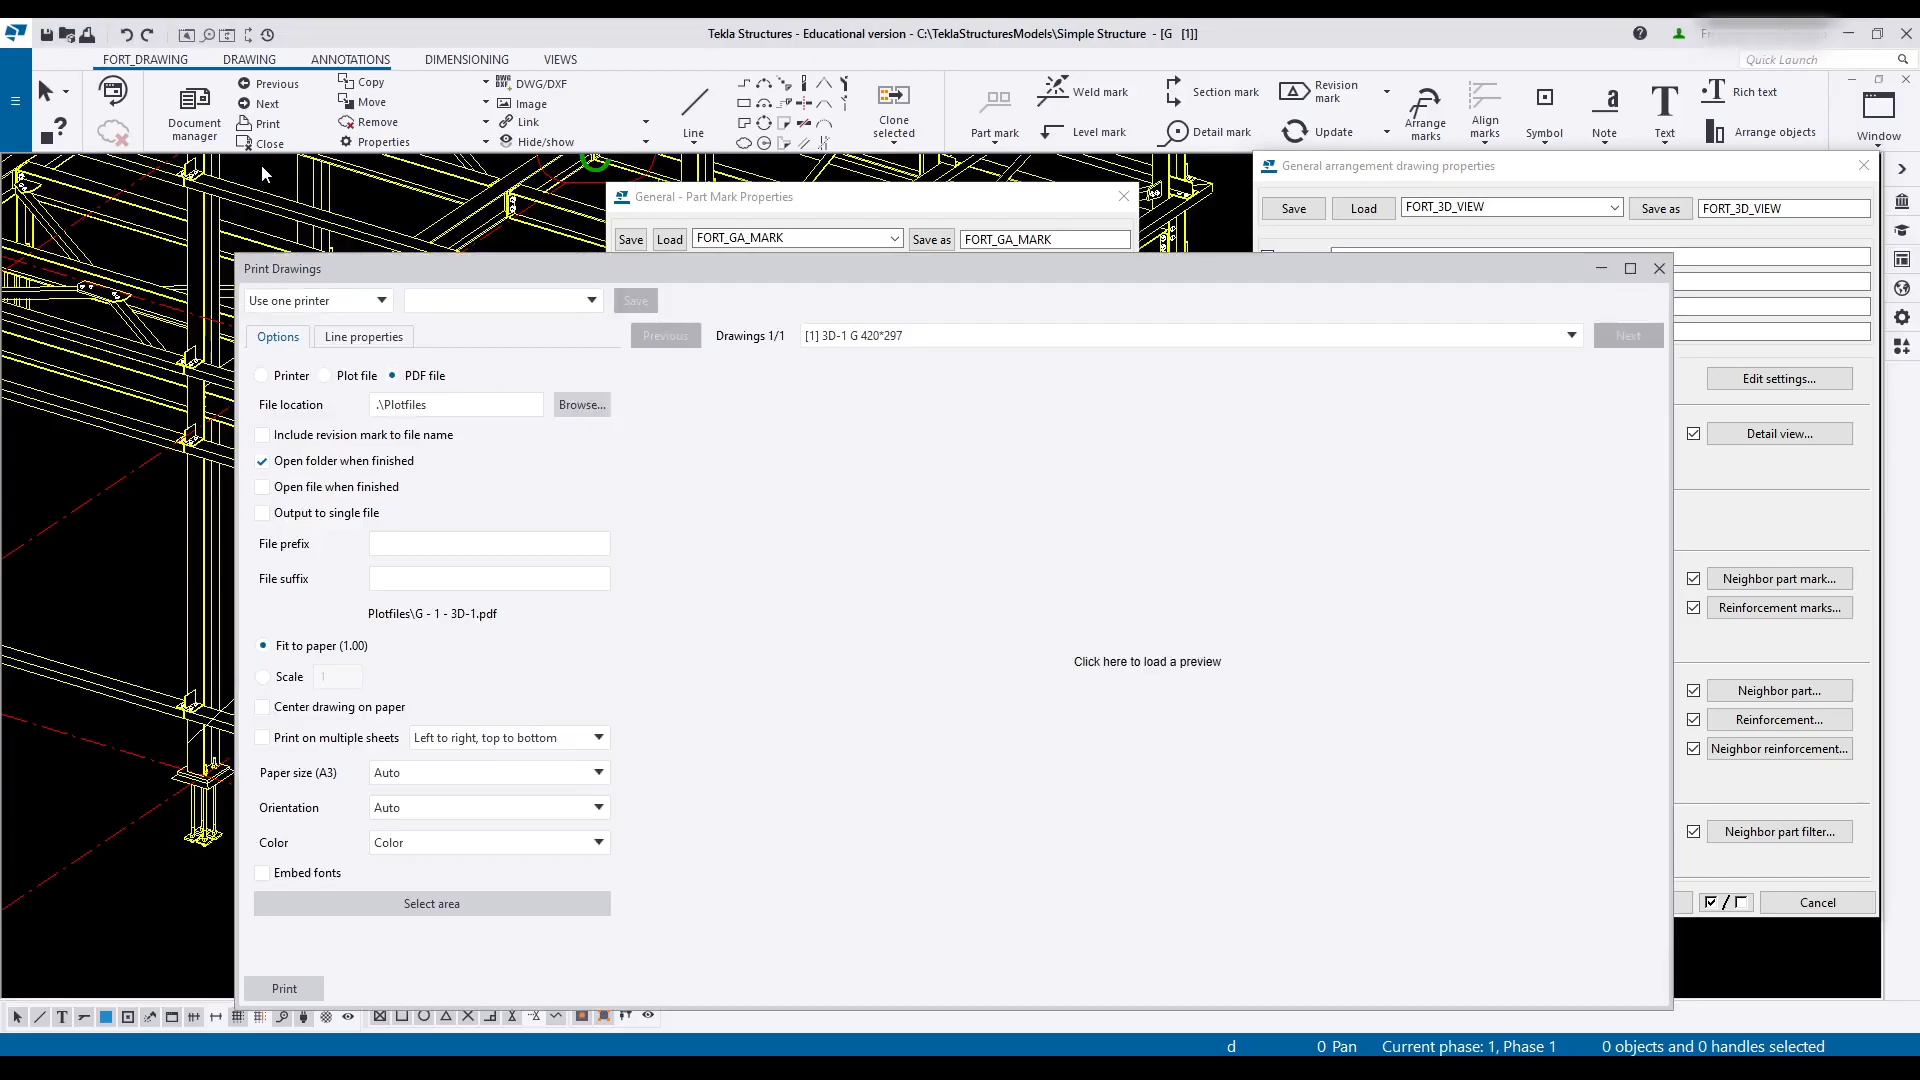 Tekla Structures - Educational version - C:\TeklaStructuresModels\Simple Structure - [G [1]]
FORT_DRAWING DRAWING ANNOTATIONS DIMENSIONING VIEWS
Quick Launch
Document manager
Previous
Next
Print
Close
Copy
Move
Remove
Properties
DWG/DXF
Image
Link
Hide/show
Line
Clone selected
Part mark
Weld mark
Level mark
Section mark
Detail mark
Revision mark
Update
Arrange marks
Align marks
Symbol
Note
Text
Rich text
Arrange objects
Window
General arrangement drawing properties
Save Load FORT_3D_VIEW Save as FORT_3D_VIEW
General - Part Mark Properties
Save Load FORT_GA_MARK Save as FORT_GA_MARK
Print Drawings
Use one printer Save
Options Line properties
Previous Drawings 1/1 [1] 3D-1 G 420*297 Next
Printer Plot file PDF file
File location .\Plotfiles Browse...
Include revision mark to file name
Open folder when finished
Open file when finished
Output to single file
File prefix
File suffix
Plotfiles\G - 1 - 3D-1.pdf
Fit to paper (1.00)
Scale 1
Center drawing on paper
Print on multiple sheets Left to right, top to bottom
Paper size (A3) Auto
Orientation Auto
Color Color
Embed fonts
Select area
Print
Click here to load a preview
Edit settings...
Detail view...
Neighbor part mark...
Reinforcement marks...
Neighbor part...
Reinforcement...
Neighbor reinforcement...
Neighbor part filter...
Cancel
d 0 Pan Current phase: 1, Phase 1 0 objects and 0 handles selected